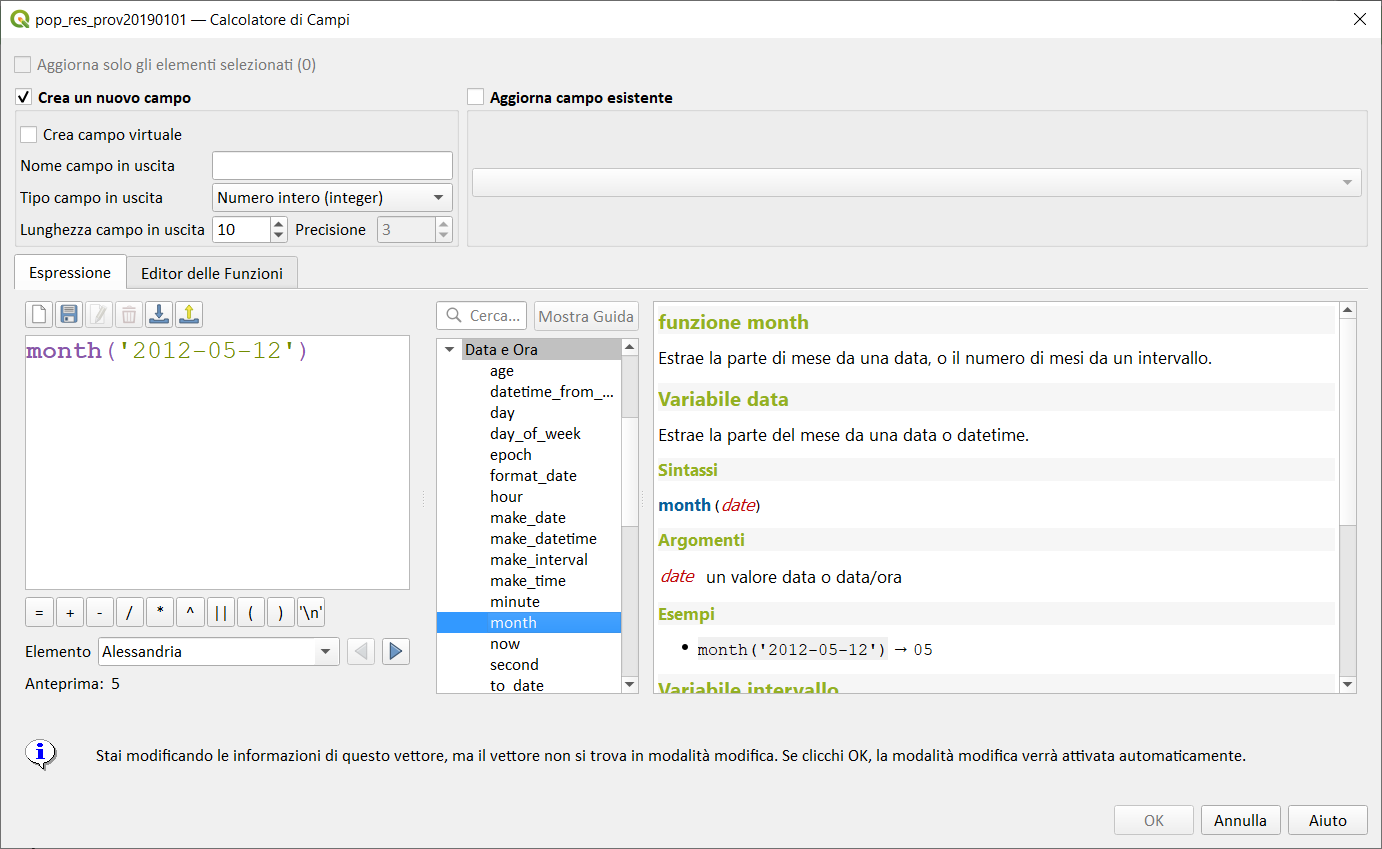 pop_res_prov20190101 — Calcolatore di Campi
Aggiorna solo gli elementi selezionati (0)
Crea un nuovo campo
Aggiorna campo esistente
Crea campo virtuale
Nome campo in uscita
Tipo campo in uscita
Numero intero (integer)
Lunghezza campo in uscita
10
Precisione
3
Espressione
Editor delle Funzioni
Cerca...
Mostra Guida
month('2012-05-12')
=
+
-
/
*
^
||
(
)
'\n'
Elemento
Alessandria
Anteprima: 5
Data e Ora
age
datetime_from_...
day
day_of_week
epoch
format_date
hour
make_date
make_datetime
make_interval
make_time
minute
month
now
second
to_date
funzione month
Estrae la parte di mese da una data, o il numero di mesi da un intervallo.
Variabile data
Estrae la parte del mese da una data o datetime.
Sintassi
month(date)
Argomenti
date un valore data o data/ora
Esempi
• month('2012-05-12') → 05
Variabile intervallo
Stai modificando le informazioni di questo vettore, ma il vettore non si trova in modalità modifica. Se clicchi OK, la modalità modifica verrà attivata automaticamente.
OK
Annulla
Aiuto